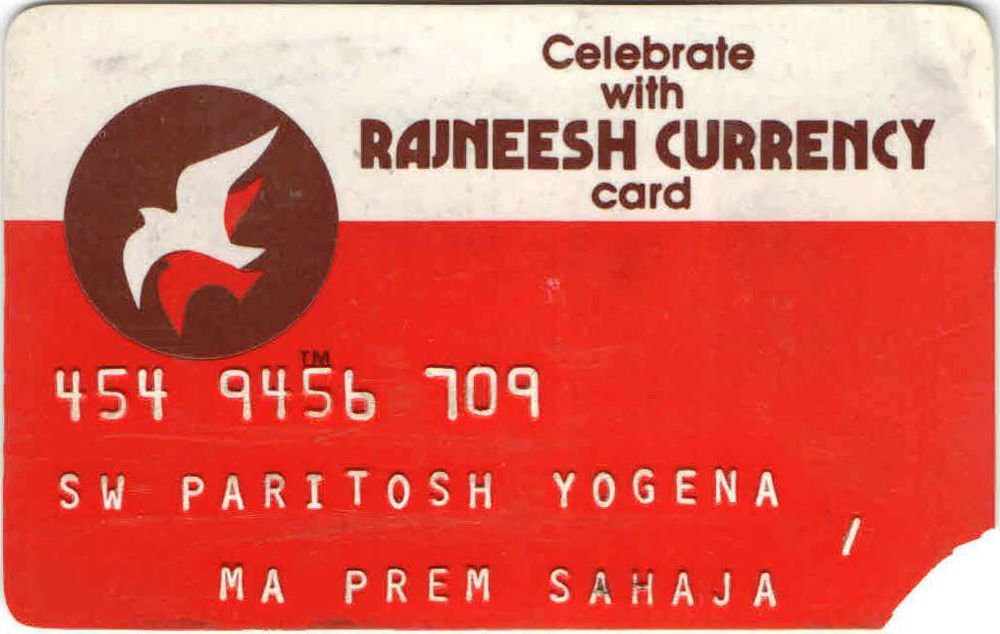 Celebrate
with
RAJNEESH CURRENCY
card
TM
454 9456 709
SW PARITOSH YOGENA
/
MA PREM SAHAJA